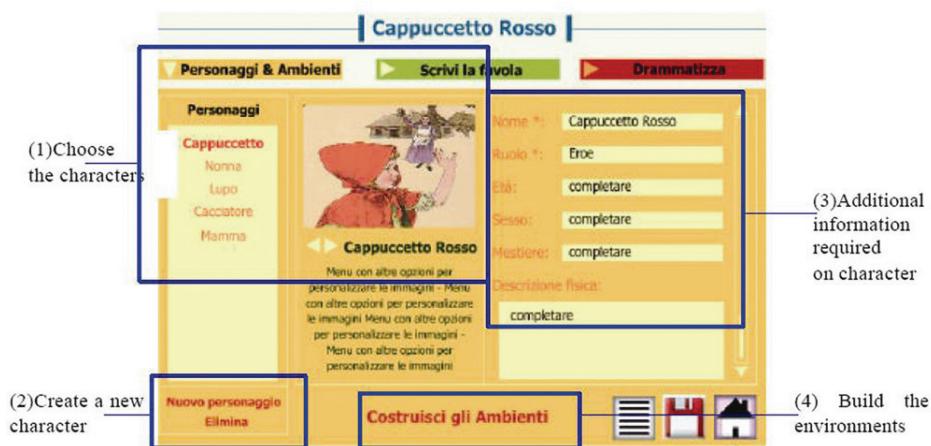 Cappuccetto Rosso
Personaggi & Ambienti
Scrivi la favola
Drammatizza
Personaggi
Cappuccetto
Nonna
Lupo
Cacciatore
Mamma
(1)Choose
the characters
Cappuccetto Rosso
Menu con altre opzioni per
personalizzare le immagini - Menu
con altre opzioni per personalizzare
le immagini Menu con altre opzioni
per personalizzare le immagini -
Menu con altre opzioni per
personalizzare le immagini
Nome *: Cappuccetto Rosso
Ruolo *: Eroe
Età: completare
Sesso: completare
Mestiere: completare
Descrizione fisica:
completare
(3)Additional
information
required
on character
(2)Create a new
character
Nuovo personaggio
Elimina
Costruisci gli Ambienti
(4) Build the
environments